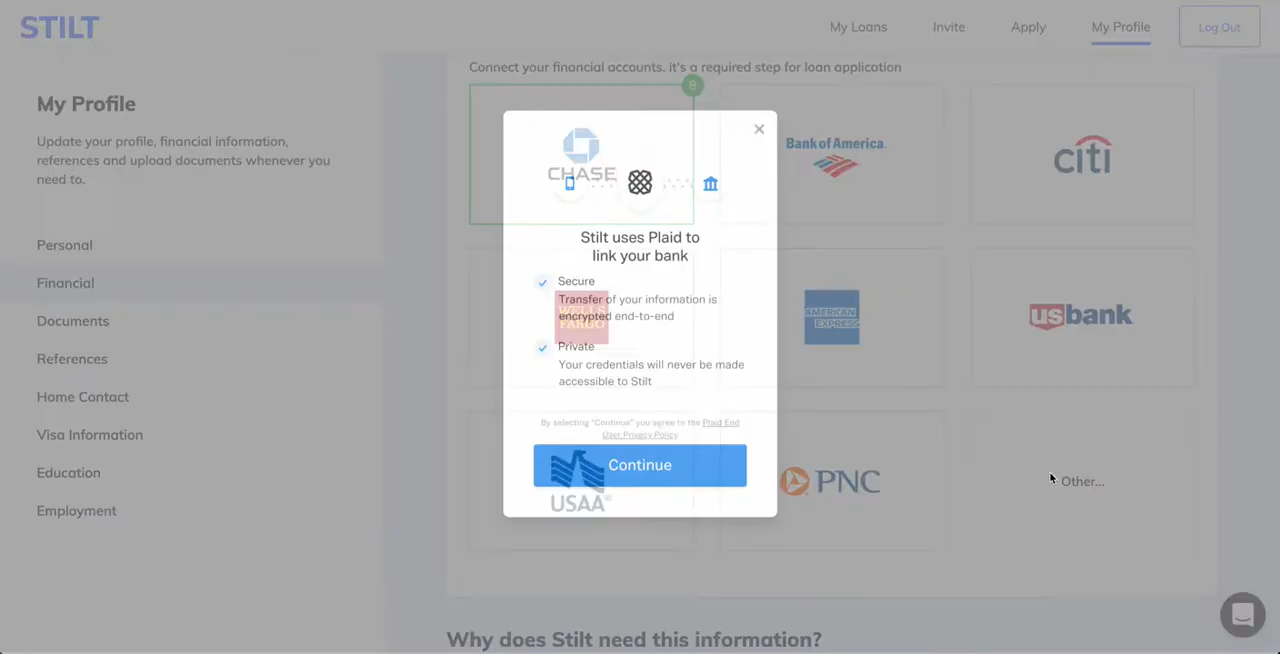 STILT
My Loans
Invite
Apply
My Profile
Log Out
My Profile
Update your profile, financial information,
references and upload documents whenever you
need to.
Personal
Financial
Documents
References
Home Contact
Visa Information
Education
Employment
Connect your financial accounts. it's a required step for loan application
8
CHASE
Bank of America
citi
WELLS
FARGO
AMERICAN
EXPRESS
usbank
USAA®
PNC
Other...
Stilt uses Plaid to
link your bank
Secure
Transfer of your information is
encrypted end-to-end
Private
Your credentials will never be made
accessible to Stilt
By selecting "Continue" you agree to the Plaid End
User Privacy Policy
Continue
Why does Stilt need this information?